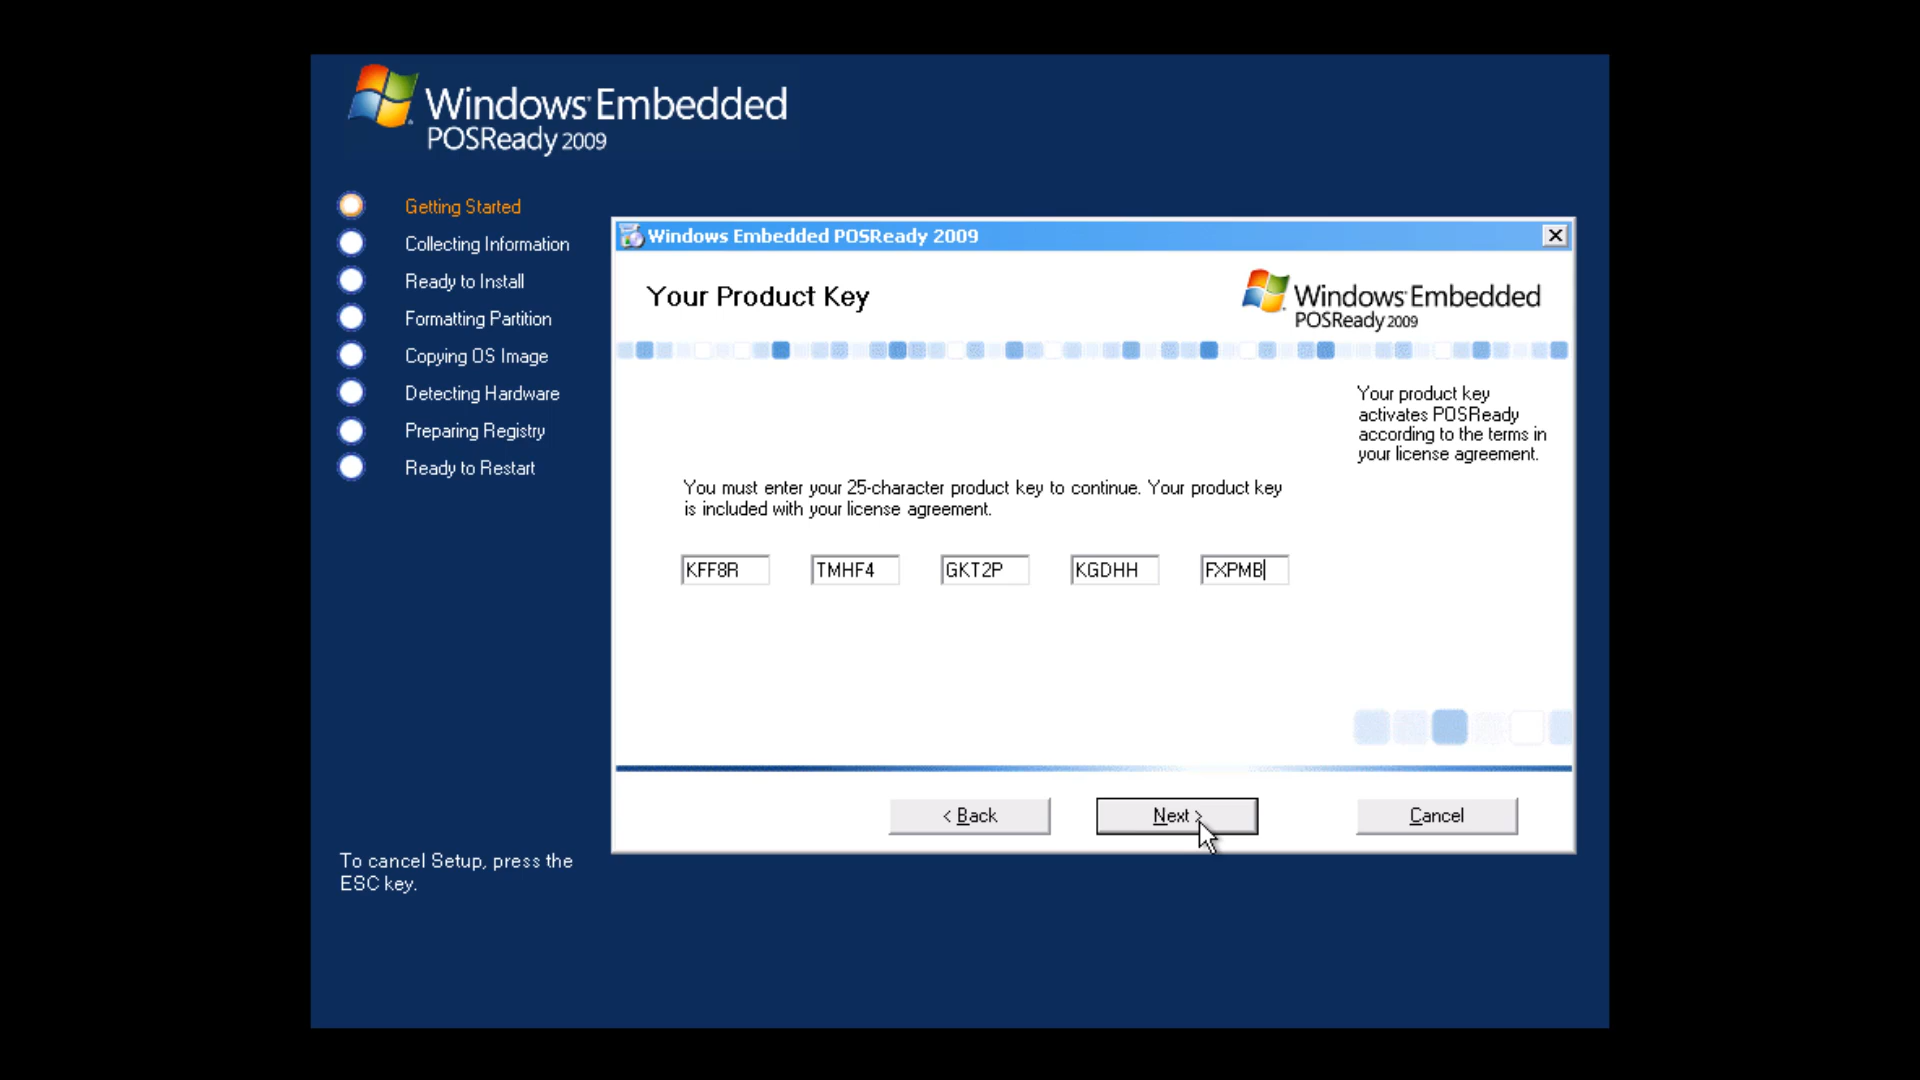 Windows Embedded
POSReady 2009
Getting Started
Collecting Information
Ready to Install
Formatting Partition
Copying OS Image
Detecting Hardware
Preparing Registry
Ready to Restart
To cancel Setup, press the
ESC key.
Windows Embedded POSReady 2009
Your Product Key
Windows Embedded
POSReady 2009
Your product key
activates POSReady
according to the terms in
your license agreement.
You must enter your 25-character product key to continue. Your product key
is included with your license agreement.
KFF8R TMHF4 GKT2P KGDHH FXPMB
< Back Next > Cancel